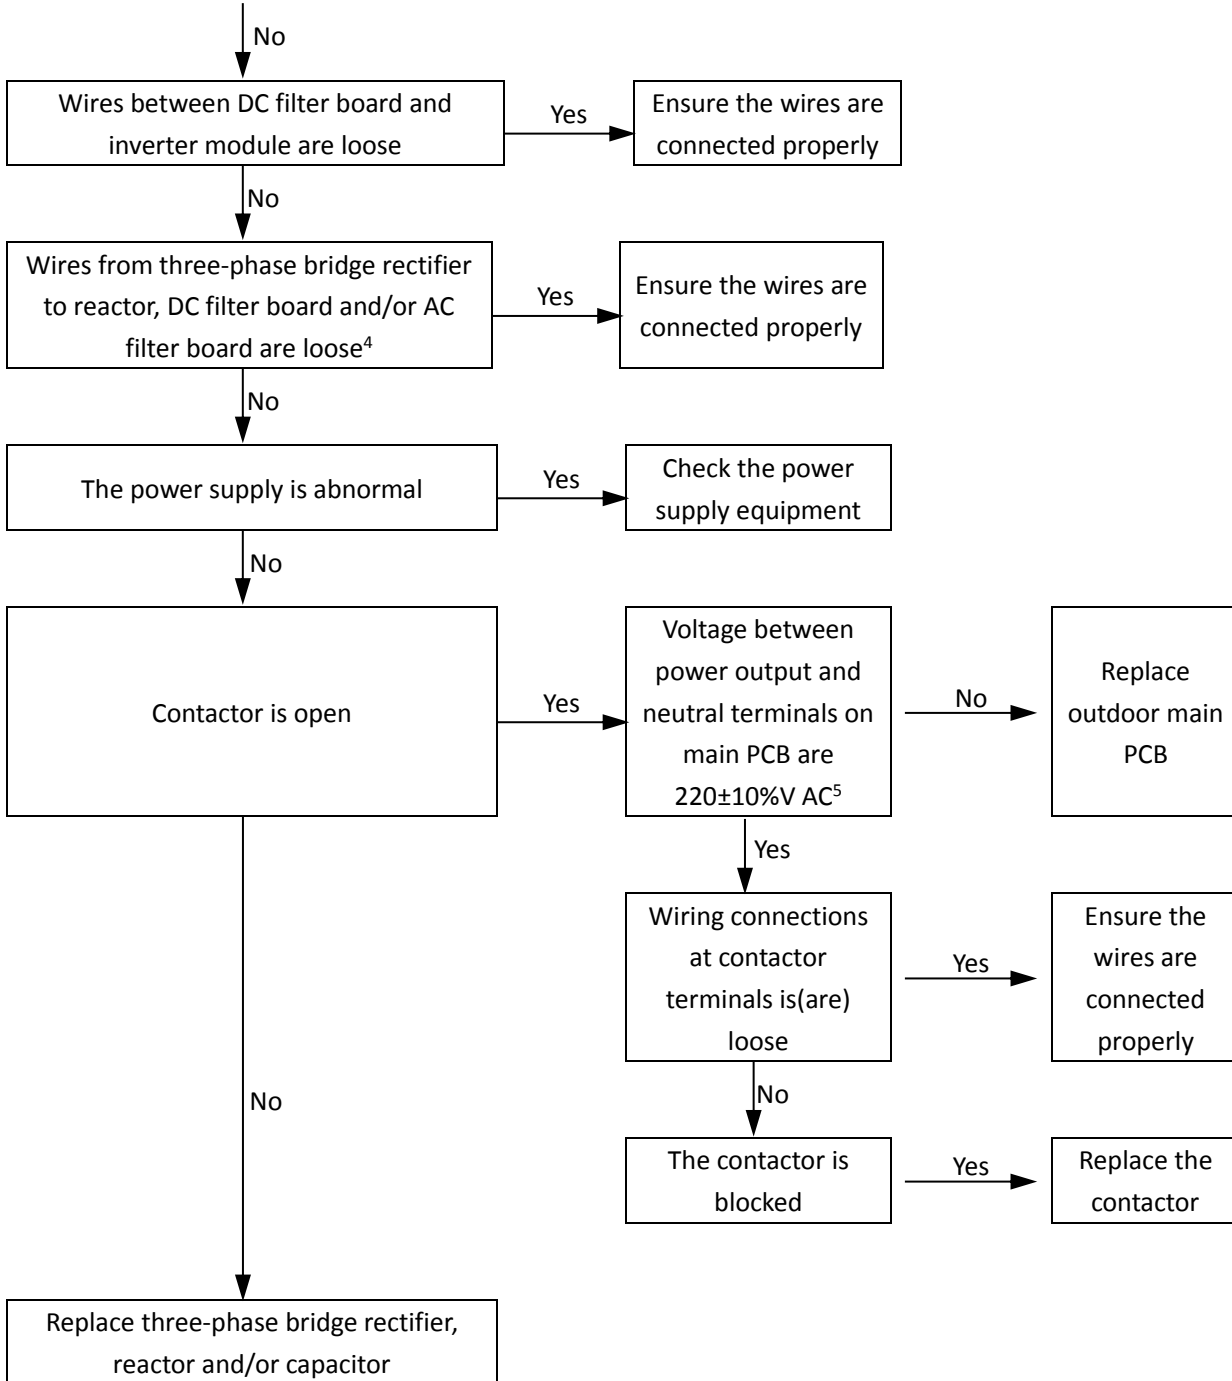 No
Wires between DC filter board and
inverter module are loose
Yes
Ensure the wires are
connected properly
No
Wires from three-phase bridge rectifier
to reactor, DC filter board and/or AC
filter board are loose⁴
Yes
Ensure the wires are
connected properly
No
The power supply is abnormal
Yes
Check the power
supply equipment
No
Contactor is open
Yes
Voltage between
power output and
neutral terminals on
main PCB are
220±10%V AC⁵
No
Replace
outdoor main
PCB
Yes
Wiring connections
at contactor
terminals is(are)
loose
Yes
Ensure the
wires are
connected
properly
No
The contactor is
blocked
Yes
Replace the
contactor
No
Replace three-phase bridge rectifier,
reactor and/or capacitor